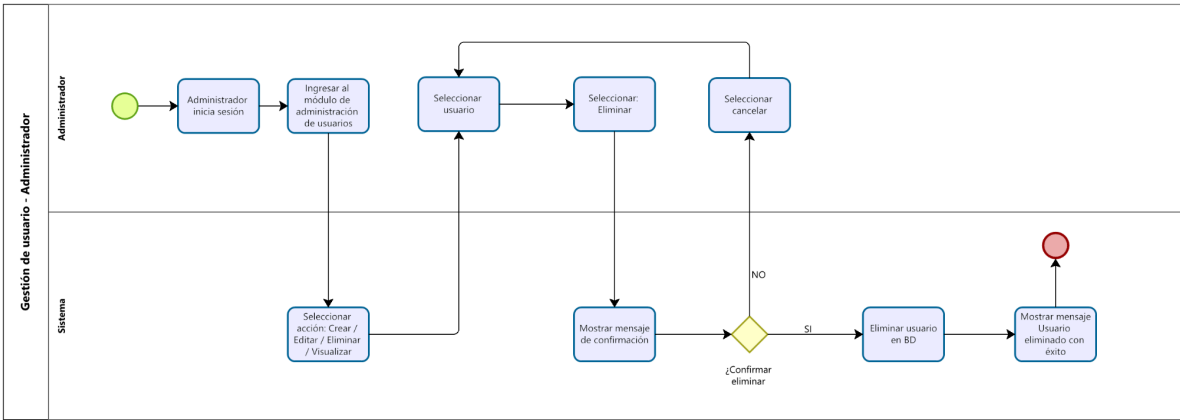 Gestión de usuario - Administrador
Administrador
Administrador
inicia sesión
Ingresar al
módulo de
administración
de usuarios
Seleccionar
usuario
Seleccionar:
Eliminar
Seleccionar
cancelar
Sistema
Seleccionar
acción: Crear /
Editar / Eliminar
/ Visualizar
Mostrar mensaje
de confirmación
¿Confirmar
eliminar
NO
SI
Eliminar usuario
en BD
Mostrar mensaje
Usuario
eliminado con
éxito